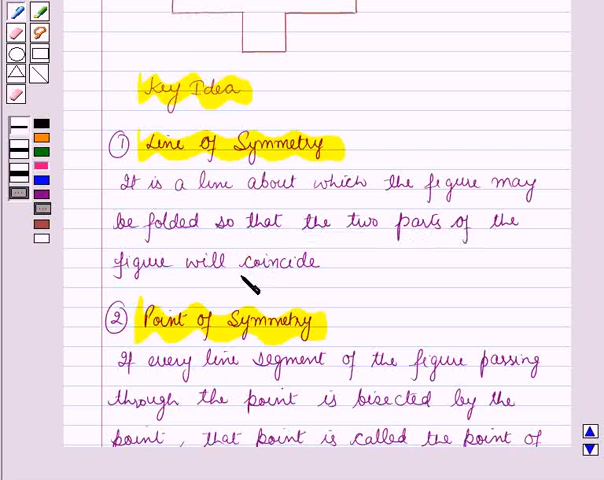 Key Idea
① Line of Symmetry
It is a line about which the figure may
be folded so that the two parts of the
figure will coincide
② Point of Symmetry
If every line segment of the figure passing
through the point is bisected by the
point, that point is called the point of